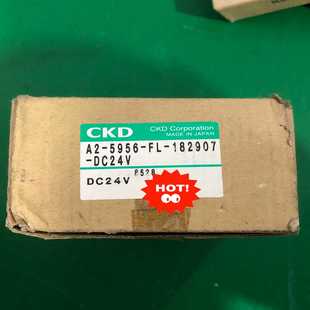 CKD
CKD Corporation
MADE IN JAPAN
A2-5956-FL-182907
-DC24V
DC24V
HOT!